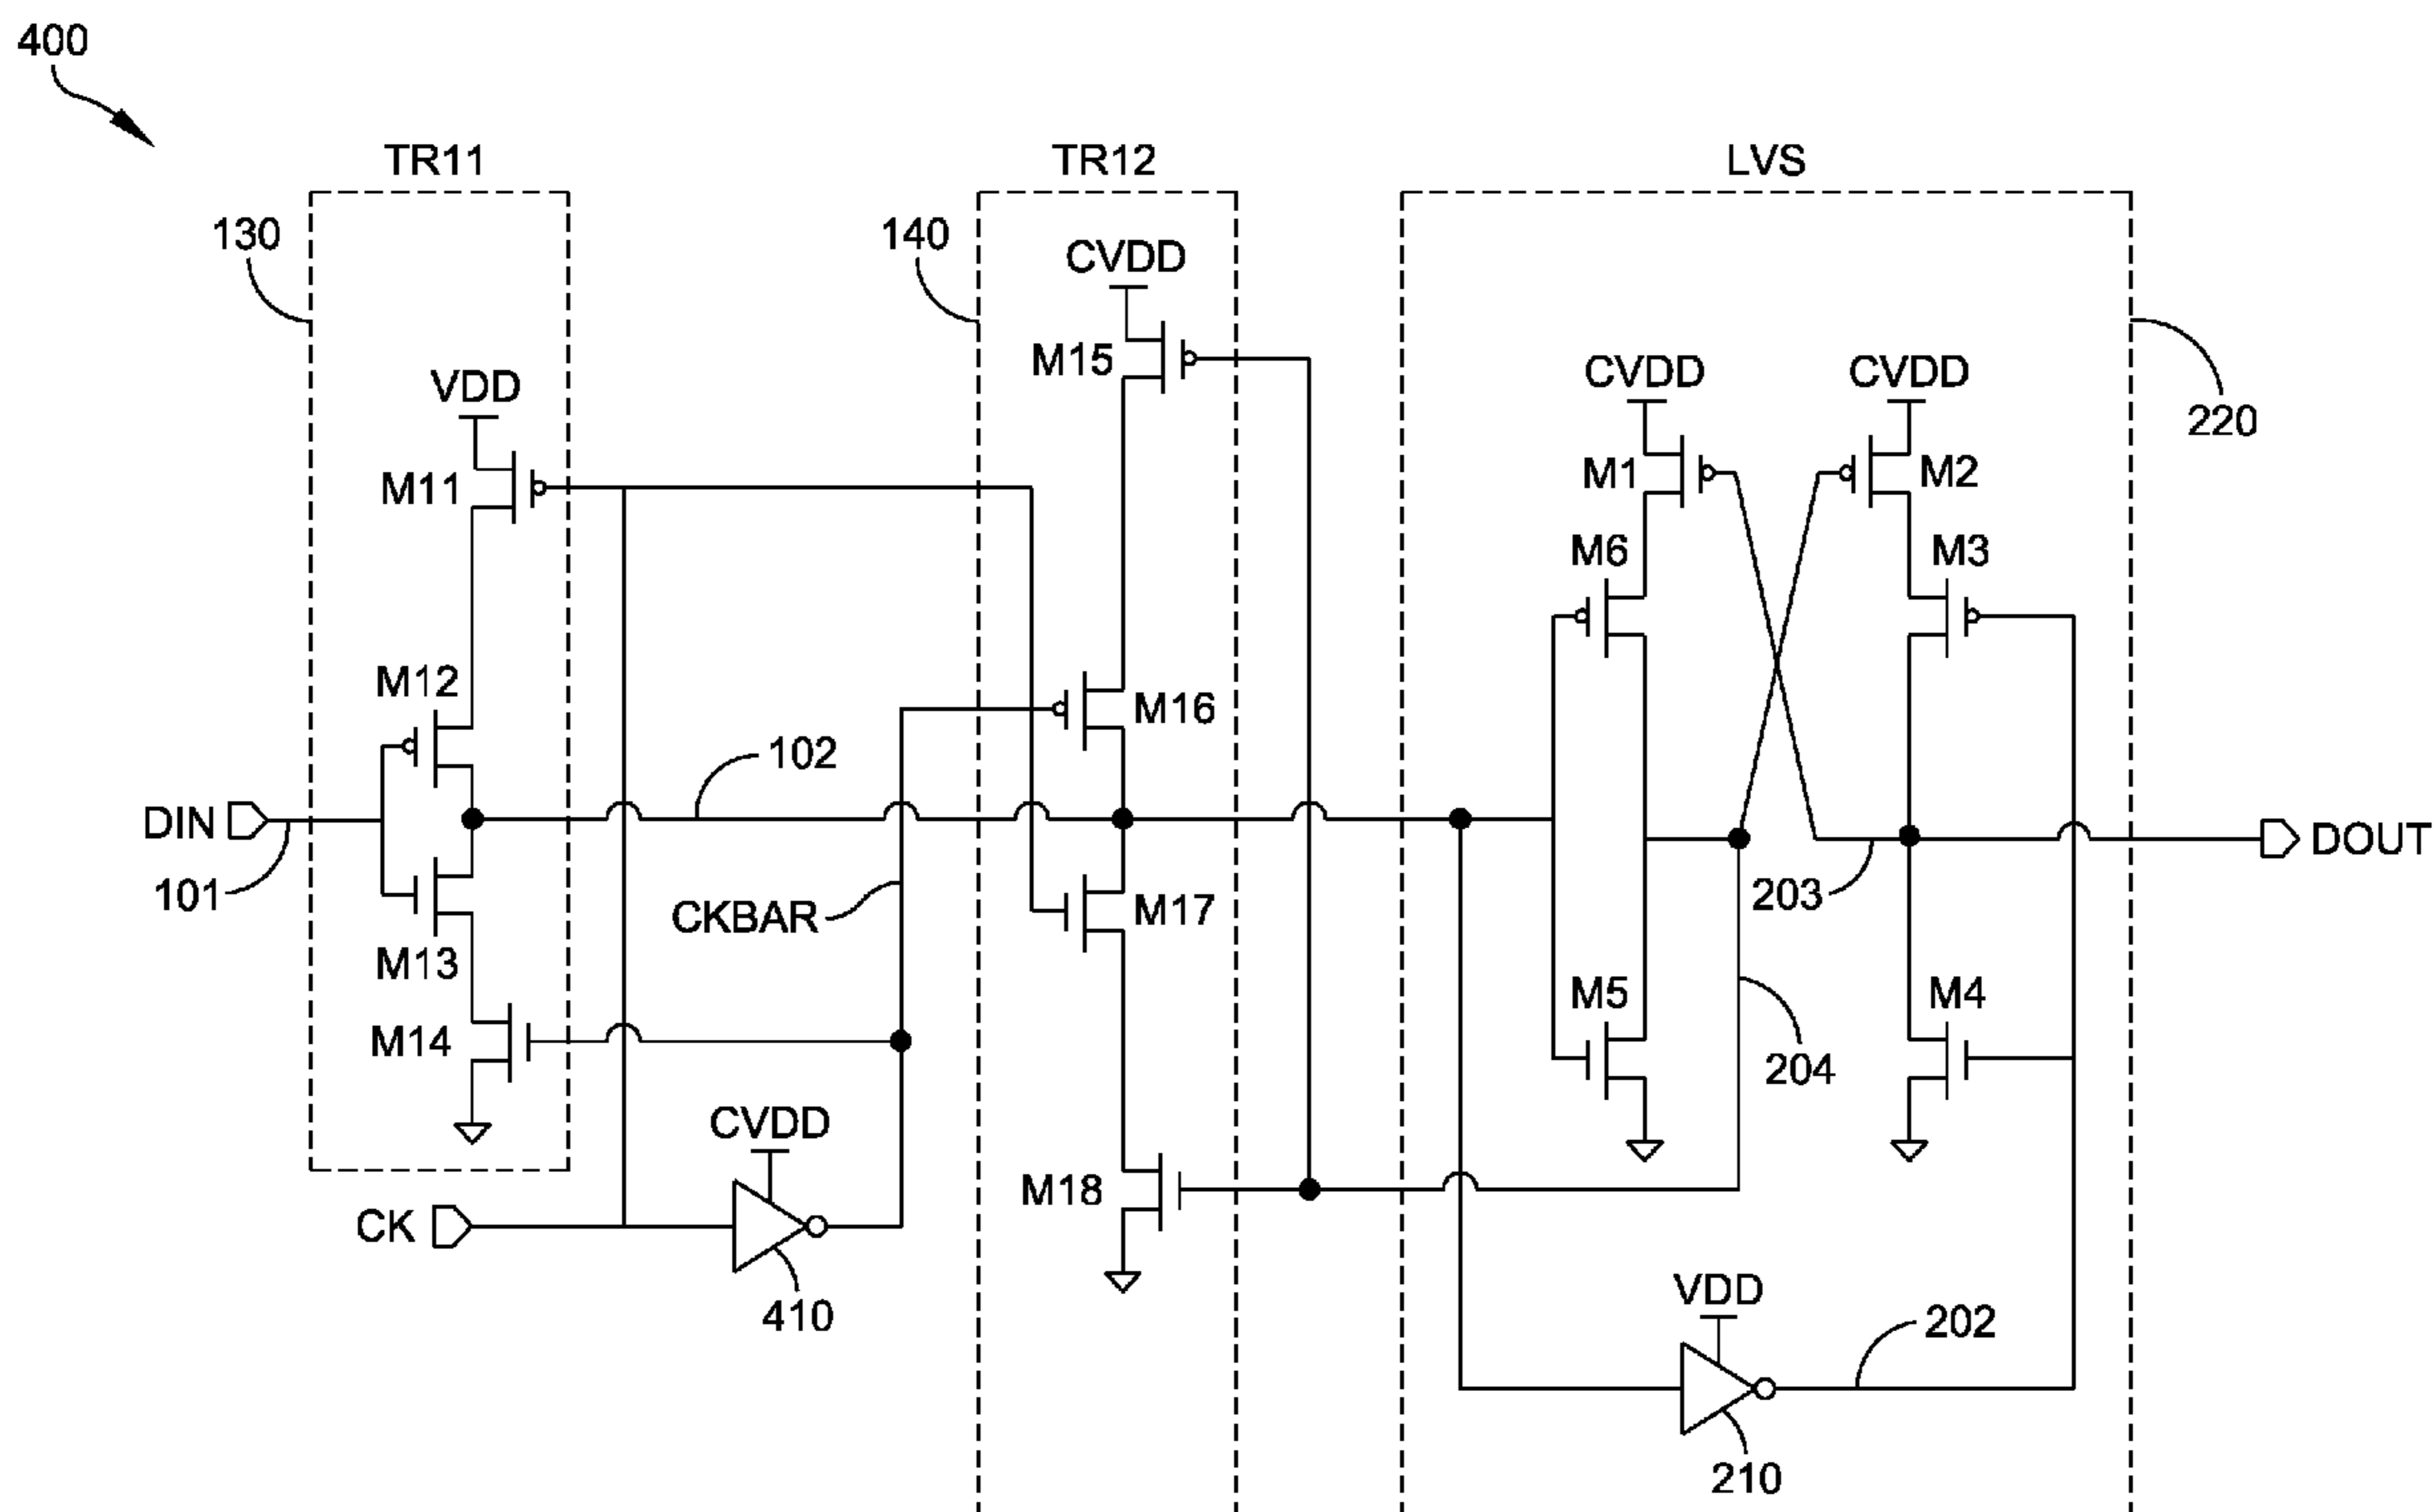 400
TR11
TR12
LVS
130
140
CVDD
M15
VDD
CVDD
CVDD
220
M11
M1
M2
M6
M3
M12
M16
102
DIN
DOUT
101
CKBAR
M17
203
M13
M5
M4
M14
204
CVDD
M18
CK
VDD
410
202
210